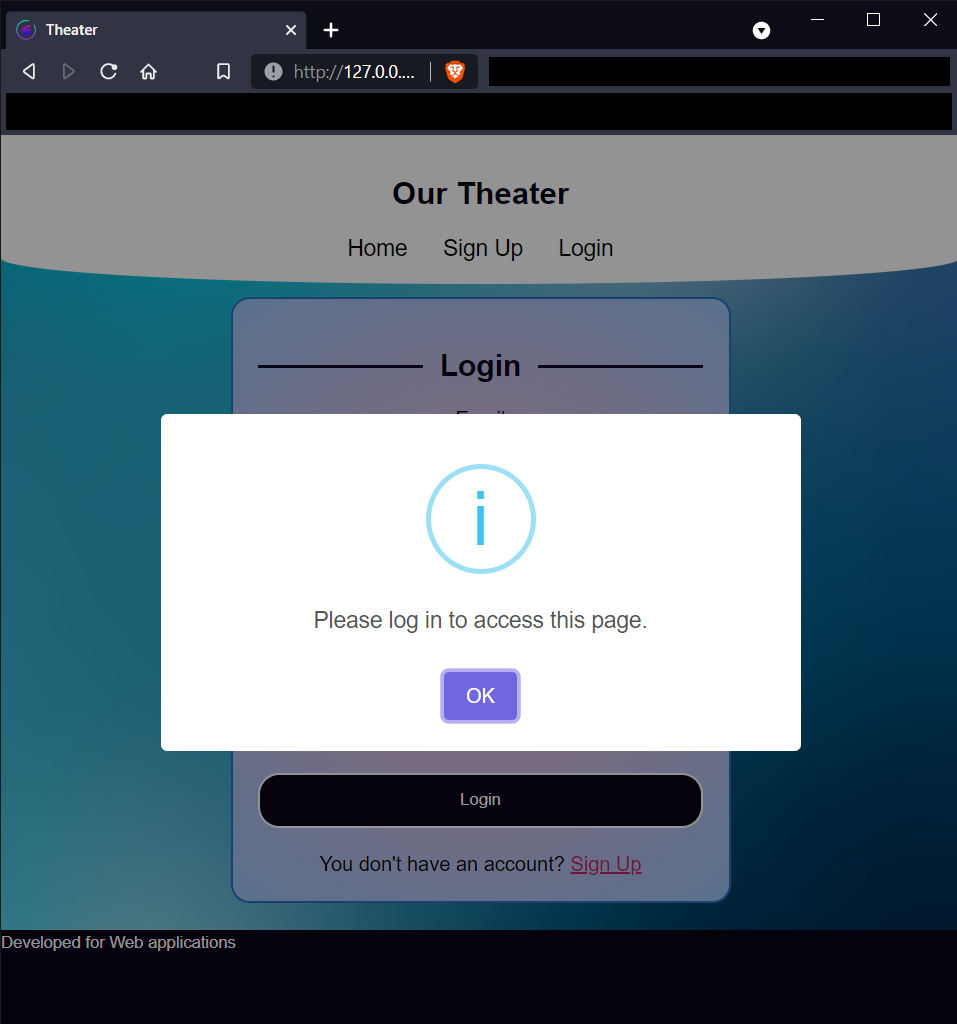 Theater
http://127.0.0....
Our Theater
Home Sign Up Login
Login
i
Please log in to access this page.
OK
Login
You don't have an account? Sign Up
Developed for Web applications